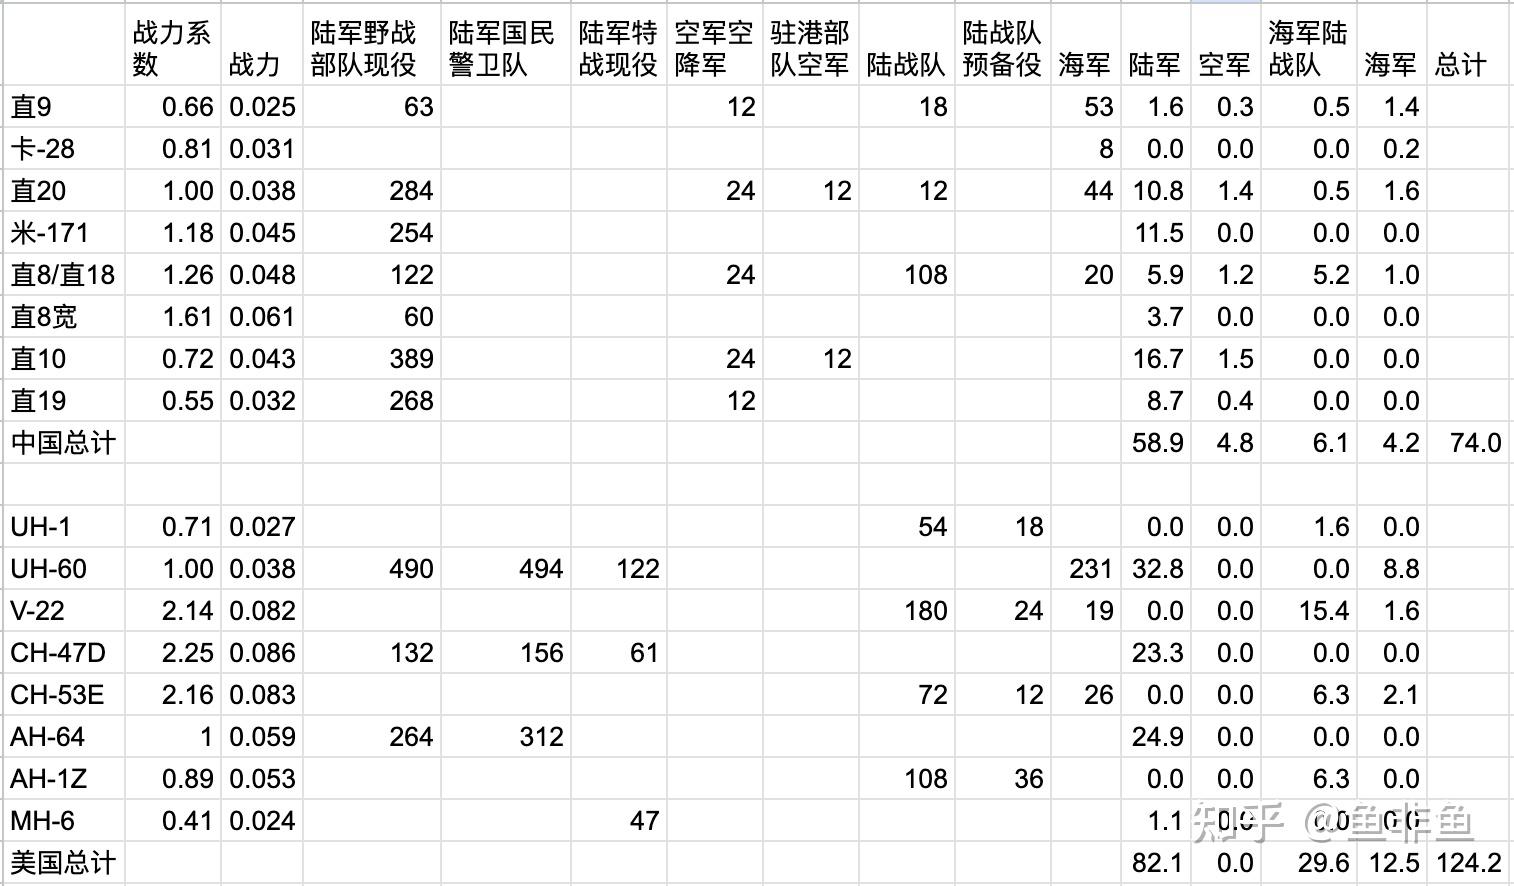 战力系数 战力 陆军野战部队现役 陆军国民警卫队 陆军特战现役 空军空降军 驻港部队空军 陆战队 陆战队预备役 海军 陆军 空军 海军陆战队 海军 总计
直9 0.66 0.025 63 12 18 53 1.6 0.3 0.5 1.4
卡-28 0.81 0.031 8 0.0 0.0 0.0 0.2
直20 1.00 0.038 284 24 12 12 44 10.8 1.4 0.5 1.6
米-171 1.18 0.045 254 11.5 0.0 0.0 0.0
直8/直18 1.26 0.048 122 24 108 20 5.9 1.2 5.2 1.0
直8宽 1.61 0.061 60 3.7 0.0 0.0 0.0
直10 0.72 0.043 389 24 12 16.7 1.5 0.0 0.0
直19 0.55 0.032 268 12 8.7 0.4 0.0 0.0
中国总计 58.9 4.8 6.1 4.2 74.0
UH-1 0.71 0.027 54 18 0.0 0.0 1.6 0.0
UH-60 1.00 0.038 490 494 122 231 32.8 0.0 0.0 8.8
V-22 2.14 0.082 180 24 19 0.0 0.0 15.4 1.6
CH-47D 2.25 0.086 132 156 61 23.3 0.0 0.0 0.0
CH-53E 2.16 0.083 72 12 26 0.0 0.0 6.3 2.1
AH-64 1 0.059 264 312 24.9 0.0 0.0 0.0
AH-1Z 0.89 0.053 108 36 0.0 0.0 6.3 0.0
MH-6 0.41 0.024 47 1.1 0.0 0.0 0.0
知乎 @鱼非鱼
美国总计 82.1 0.0 29.6 12.5 124.2